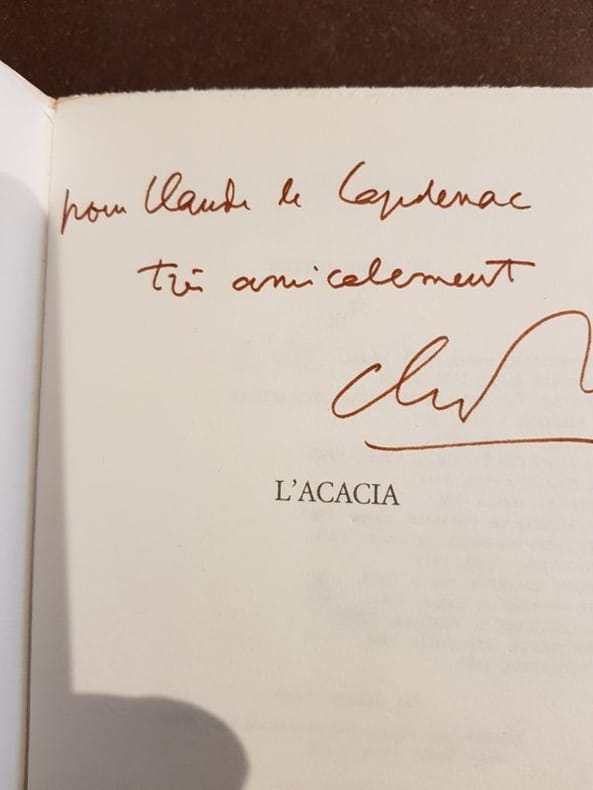 pour Claude de Capdenac
très amicalement
L'ACACIA